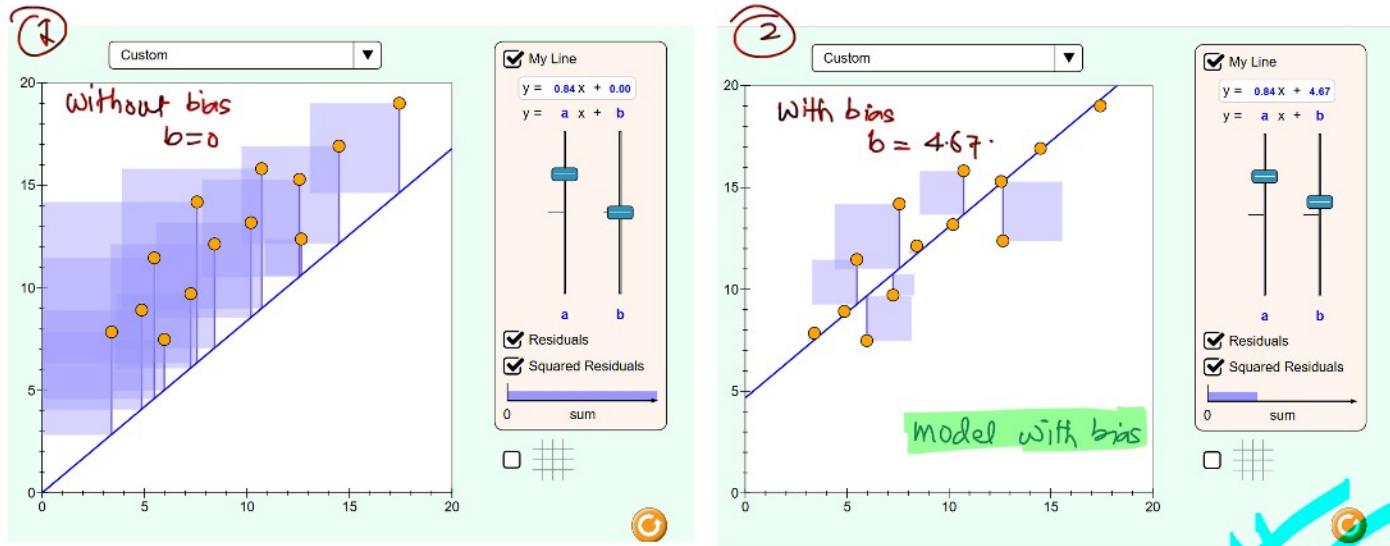 1
Custom
▼
without bias
b=0
20
15
10
5
0
0 5 10 15 20
My Line
y = 0.84 x + 0.00
y = a x + b
a b
Residuals
Squared Residuals
0 sum
2
Custom
▼
With bias
b = 4.67.
20
15
10
5
0
0 5 10 15 20
model with bias
My Line
y = 0.84 x + 4.67
y = a x + b
a b
Residuals
Squared Residuals
0 sum